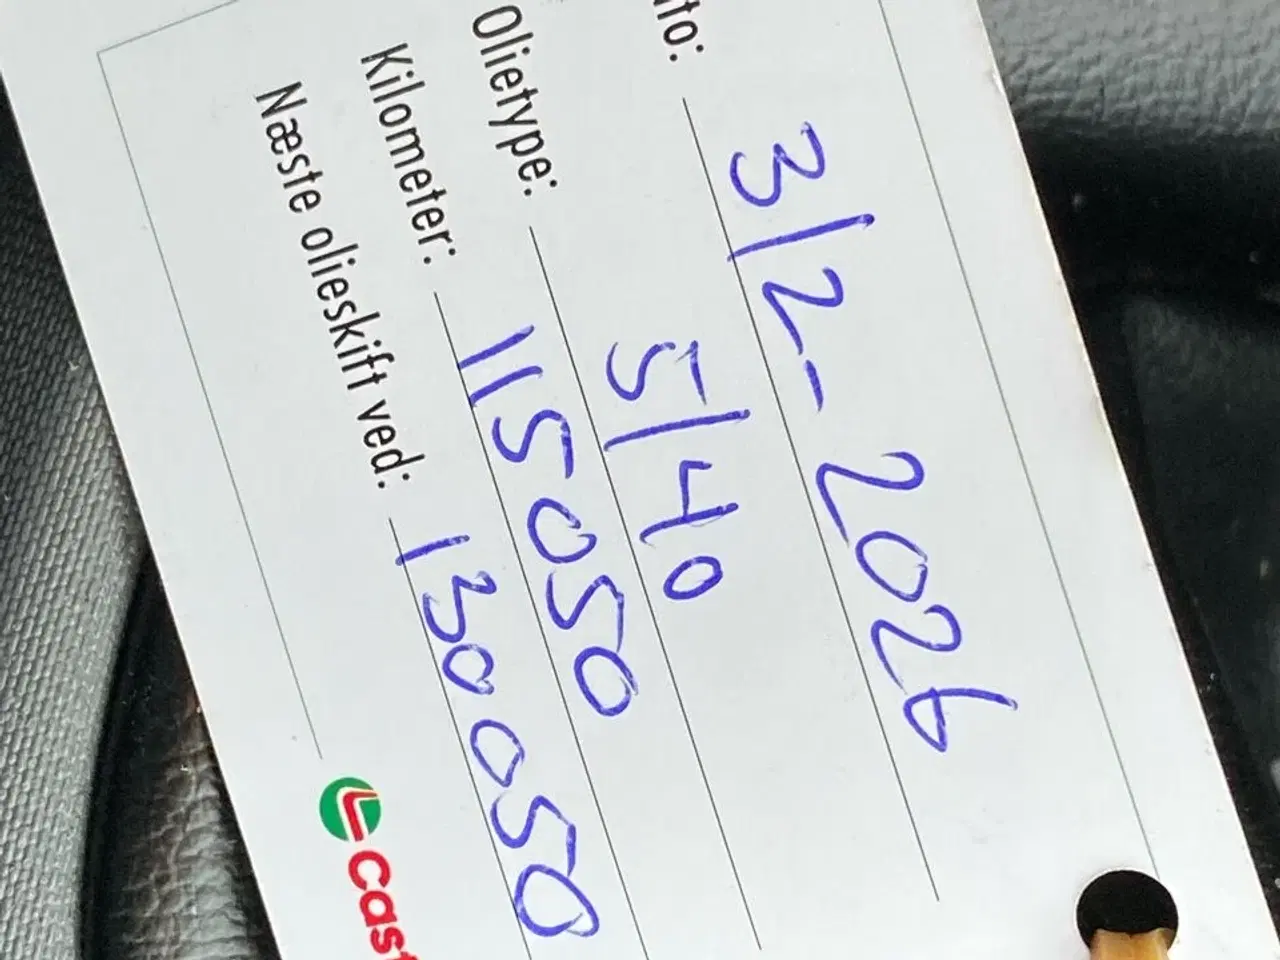 to: 3/2-2026
Olietype: 5/40
Kilometer: 115050
Næste olieskift ved: 130050
Cast